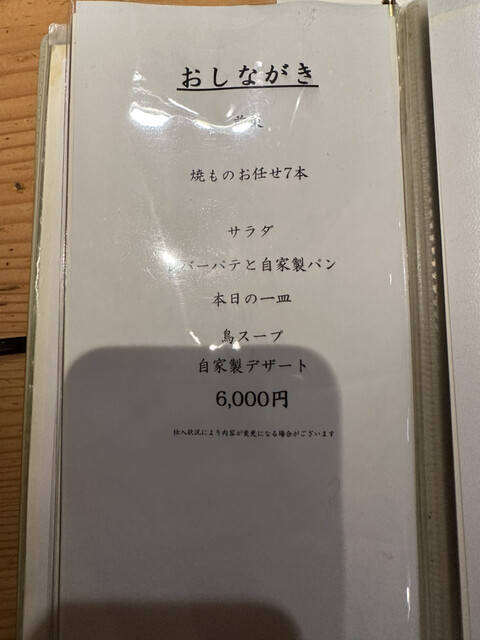 おしながき
焼ものお任せ7本
サラダ
レバーパテと自家製パン
本日の一皿
鳥スープ
自家製デザート
6,000円
仕入状況により内容が変更になる場合がございます